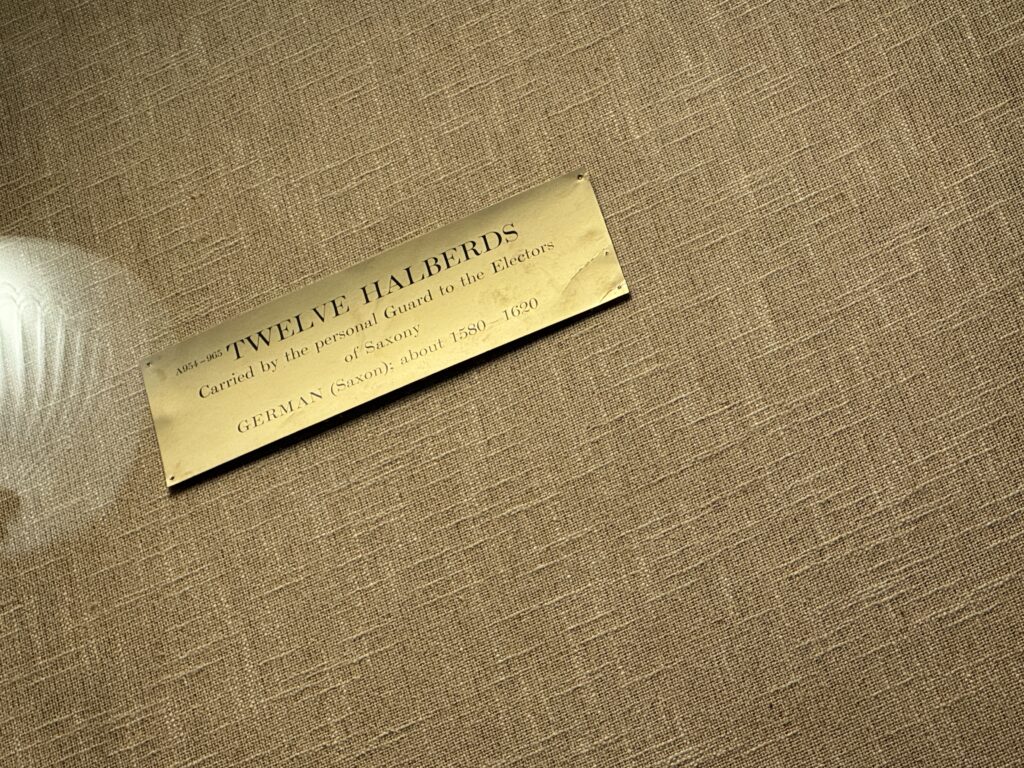 A954–965 TWELVE HALBERDS
Carried by the personal Guard to the Electors
of Saxony
GERMAN (Saxon); about 1580–1620